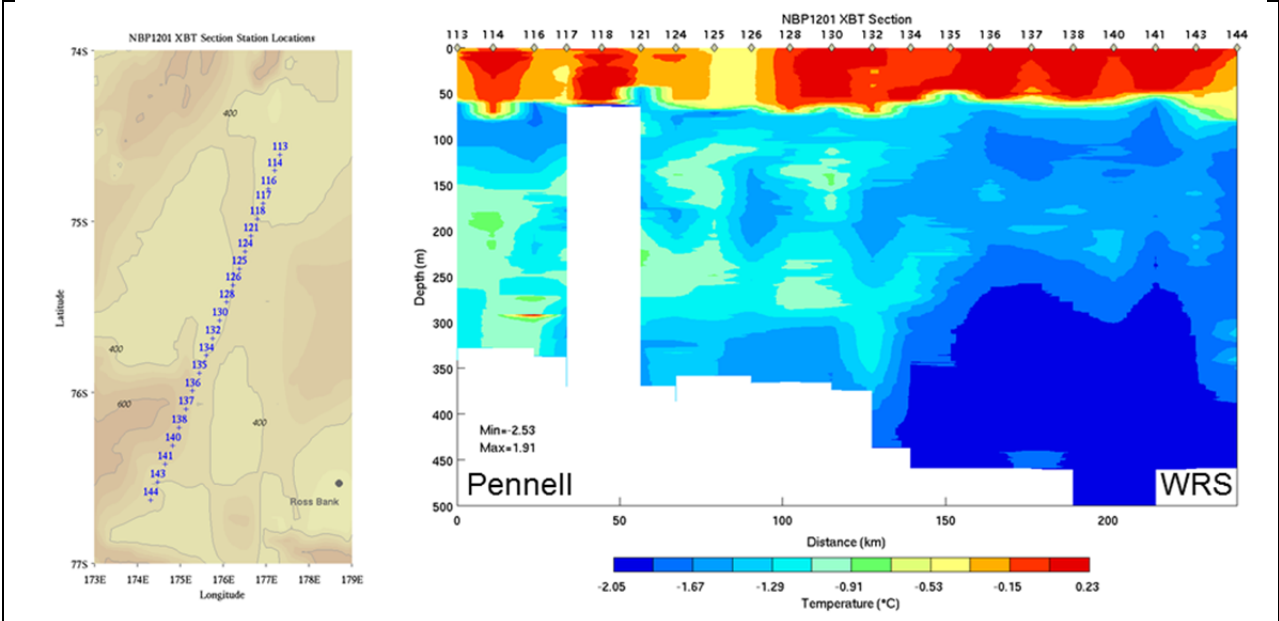 NBP1201 XBT Section Station Locations
74S
75S
76S
77S
Latitude
173E 174E 175E 176E 177E 178E 179E
Longitude
400
113
114
116
117
118
121
124
125
126
128
130
132
134
400
135
136
600
137
138
400
140
141
143
144
Ross Bank
NBP1201 XBT Section
113 114 116 117 118 121 124 125 126 128 130 132 134 135 136 137 138 140 141 143 144
0
50
100
150
200
250
300
350
400
450
500
Depth (m)
Min=-2.53
Max=1.91
Pennell
WRS
0 50 100 150 200
Distance (km)
-2.05 -1.67 -1.29 -0.91 -0.53 -0.15 0.23
Temperature (°C)